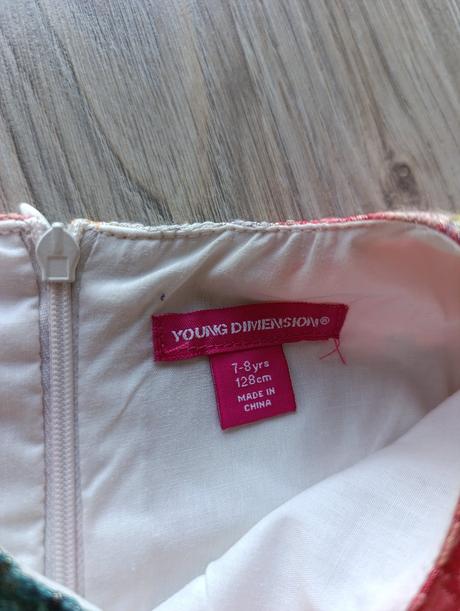 YOUNG DIMENSION®
7-8yrs
128cm
MADE IN
CHINA